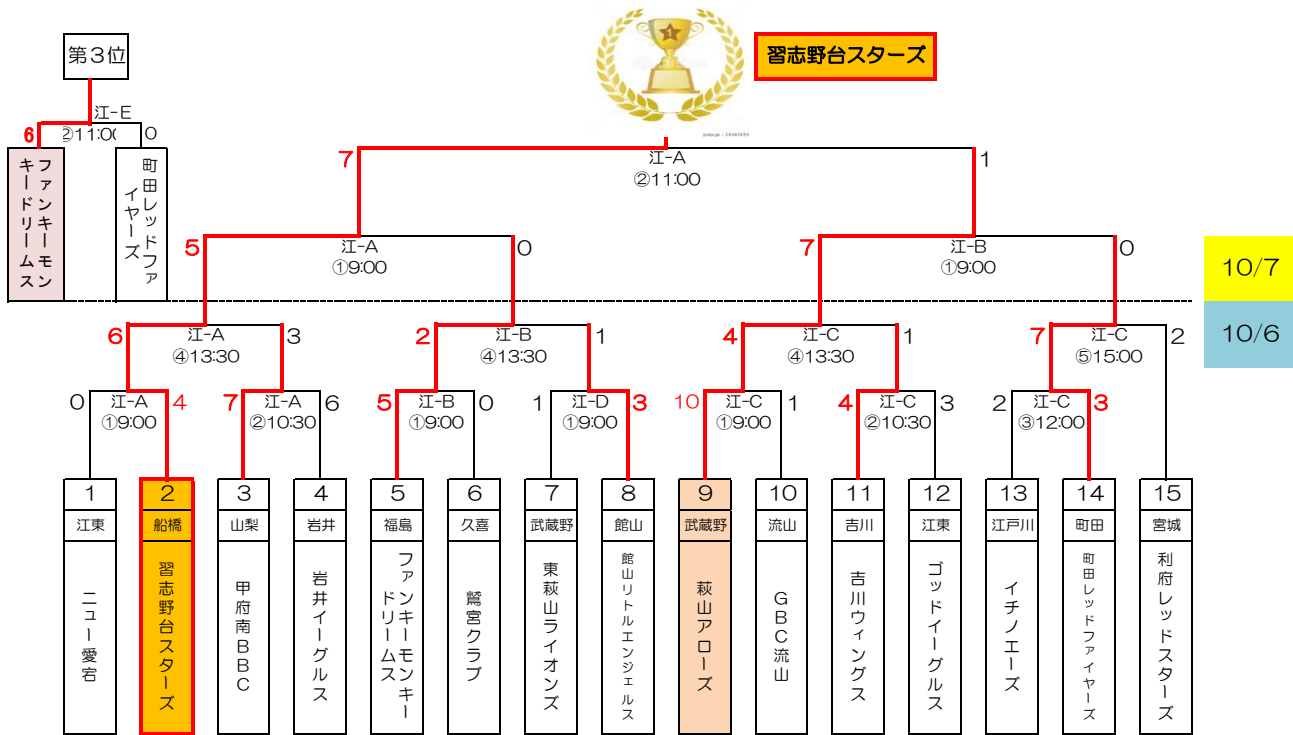 1
習志野台スターズ
第３位
江-E
6
②11:00
0
ファンキーモン
キードリームス
町田レッドファ
イヤーズ
7
江-A
②11:00
1
5
江-A
①9:00
0
7
江-B
①9:00
0
10/7
10/6
6
江-A
④13:30
3
2
江-B
④13:30
1
4
江-C
④13:30
1
7
江-C
⑤15:00
2
0
江-A
①9:00
4
7
江-A
②10:30
6
5
江-B
①9:00
0
1
江-D
①9:00
3
10
江-C
①9:00
1
4
江-C
②10:30
3
2
江-C
③12:00
3
1
江東
ニュー愛宕
2
船橋
習志野台スターズ
3
山梨
甲府南ＢＢＣ
4
岩井
岩井イーグルス
5
福島
ファンキーモンキー
ドリームス
6
久喜
鷲宮クラブ
7
武蔵野
東萩山ライオンズ
8
館山
館山リトルエンジェルス
9
武蔵野
萩山アローズ
10
流山
ＧＢＣ流山
11
吉川
吉川ウィングス
12
江東
ゴッドイーグルス
13
江戸川
イチノエーズ
14
町田
町田レッドファイヤーズ
15
宮城
利府レッドスターズ